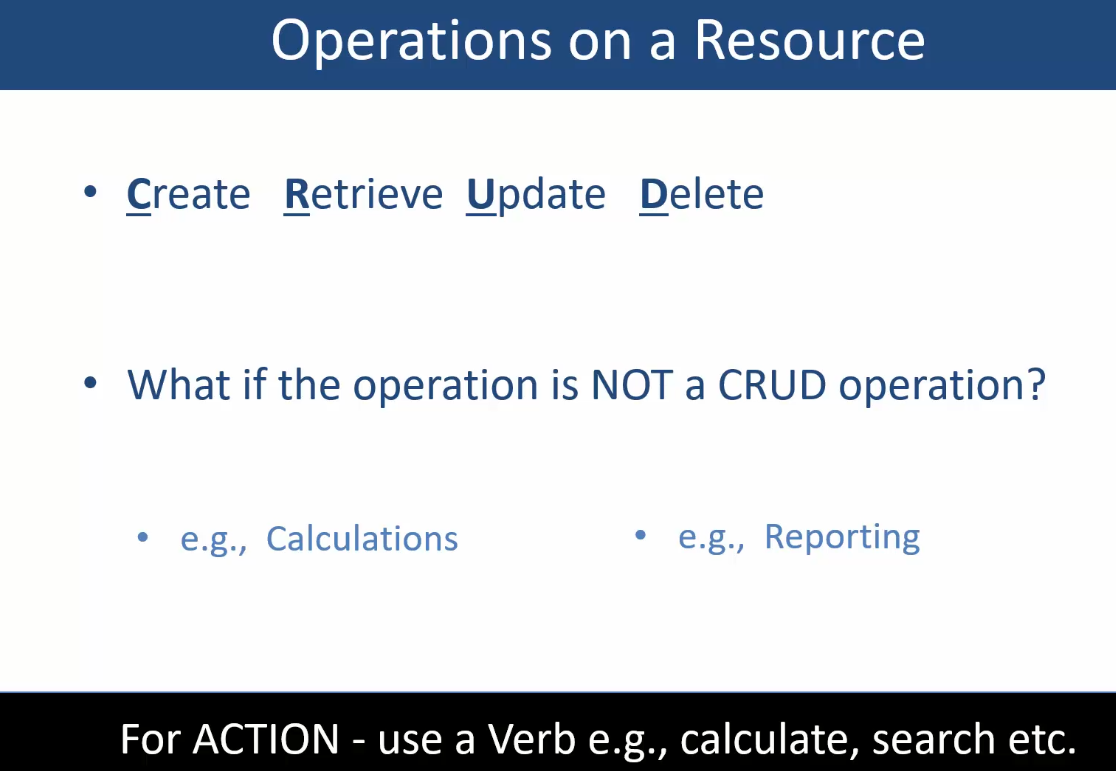 Operations on a Resource
• Create Retrieve Update Delete
• What if the operation is NOT a CRUD operation?
• e.g., Calculations • e.g., Reporting
For ACTION - use a Verb e.g., calculate, search etc.